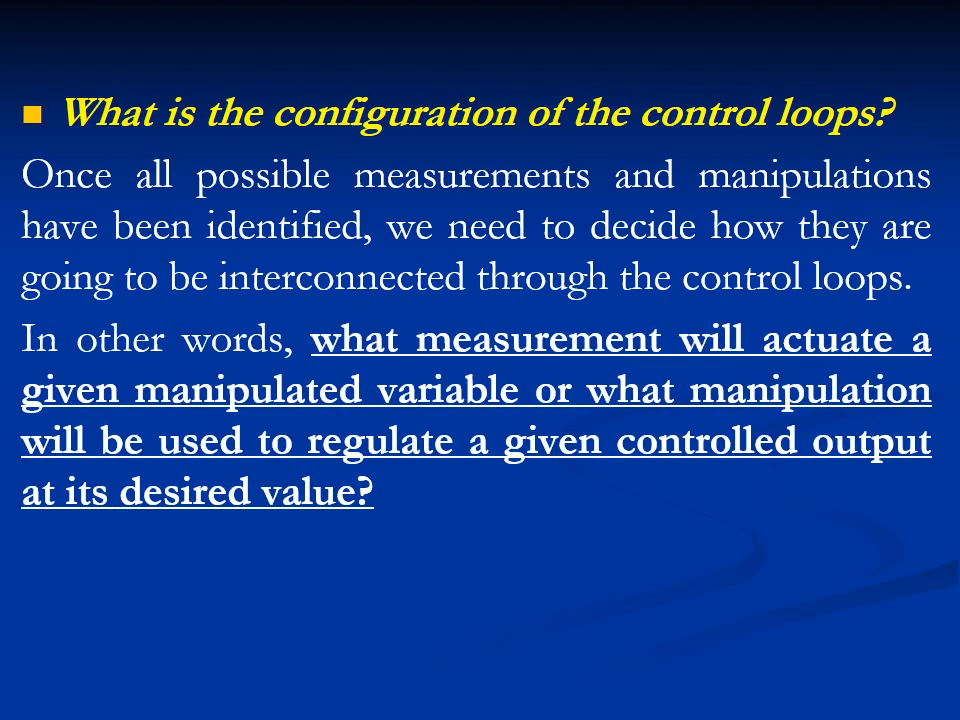 What is the configuration of the control loops?
Once all possible measurements and manipulations
have been identified, we need to decide how they are
going to be interconnected through the control loops.
In other words, what measurement will actuate a
given manipulated variable or what manipulation
will be used to regulate a given controlled output
at its desired value?